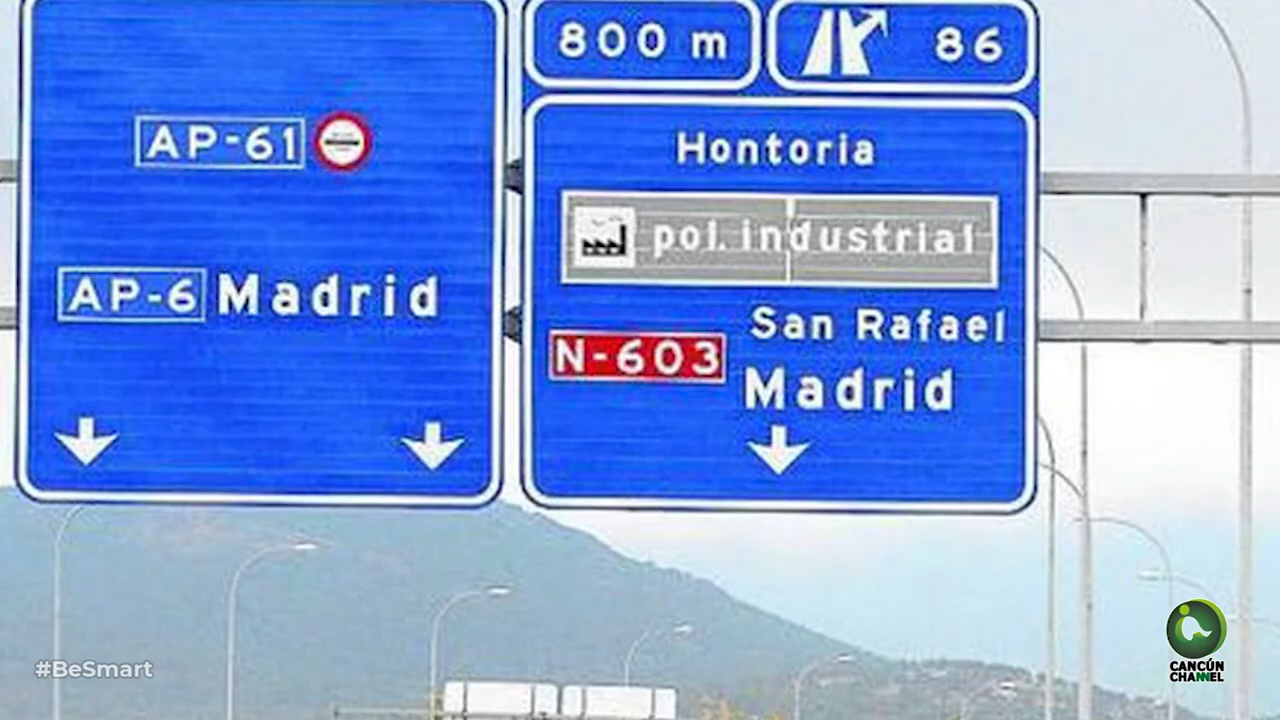 AP-61
AP-6 Madrid
800 m
86
Hontoria
pol. industrial
San Rafael
N-603
Madrid
#BeSmart
CANCÚN
CHANNEL